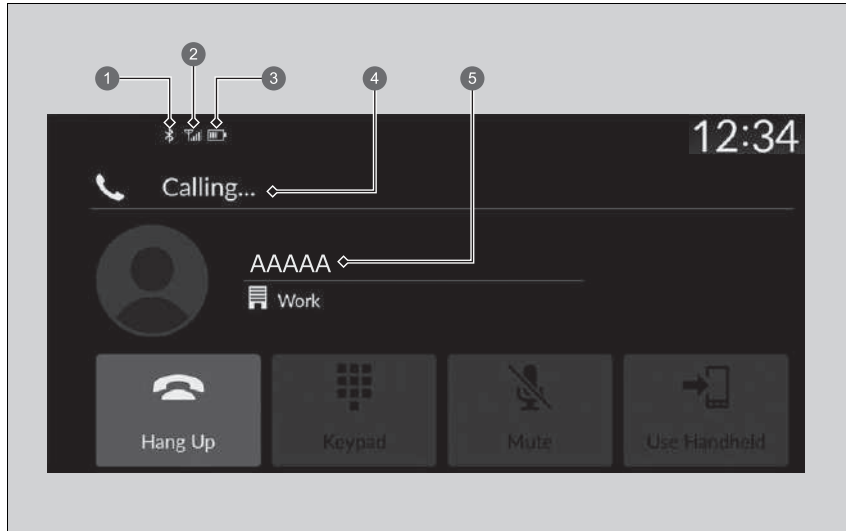 1 2 3 4 5
12:34
Calling...
AAAAA
Work
Hang Up Keypad Mute Use Handheld